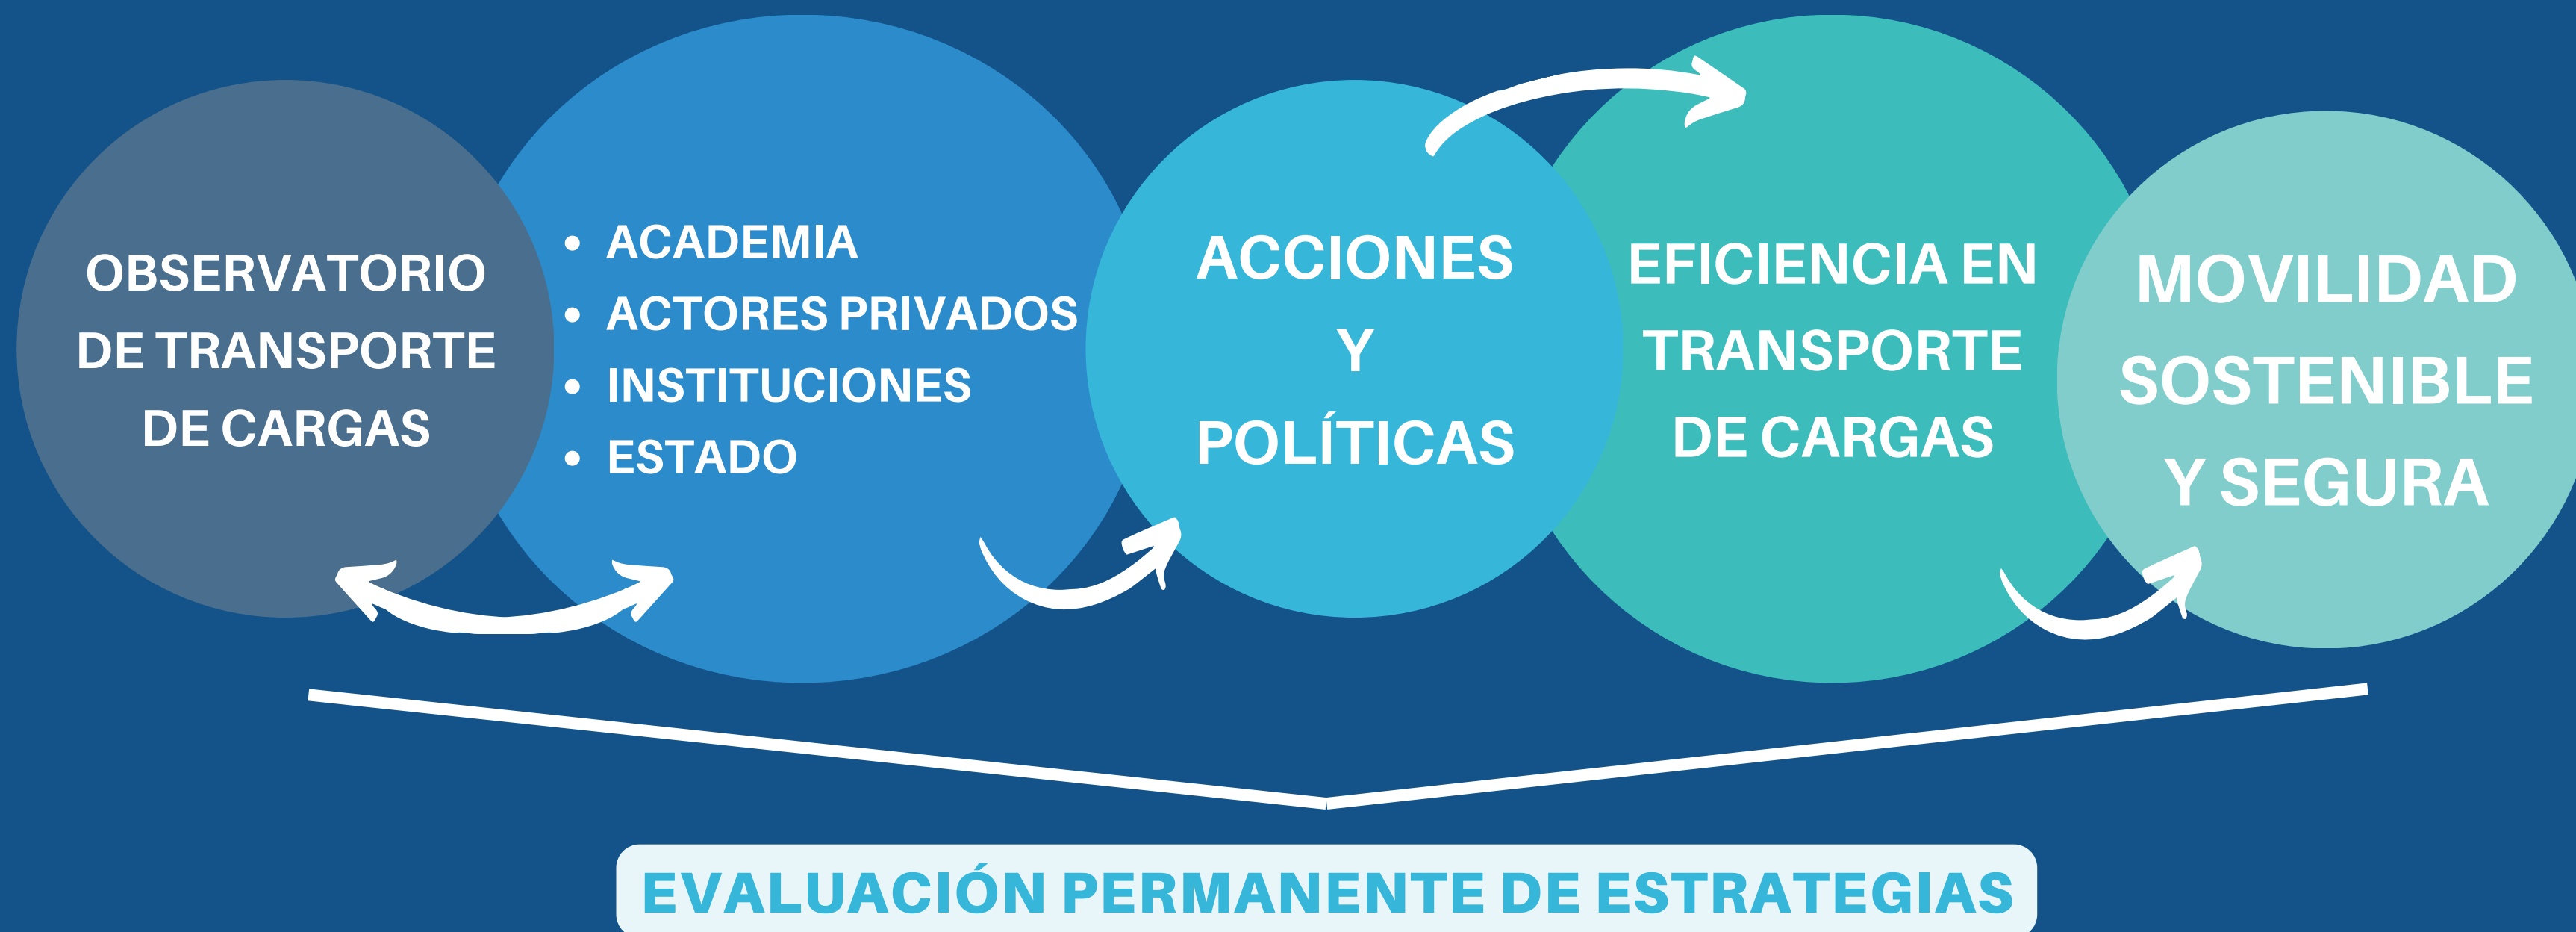 OBSERVATORIO
DE TRANSPORTE
DE CARGAS
• ACADEMIA
• ACTORES PRIVADOS
• INSTITUCIONES
• ESTADO
ACCIONES
Y
POLÍTICAS
EFICIENCIA EN
TRANSPORTE
DE CARGAS
MOVILIDAD
SOSTENIBLE
Y SEGURA
EVALUACIÓN PERMANENTE DE ESTRATEGIAS